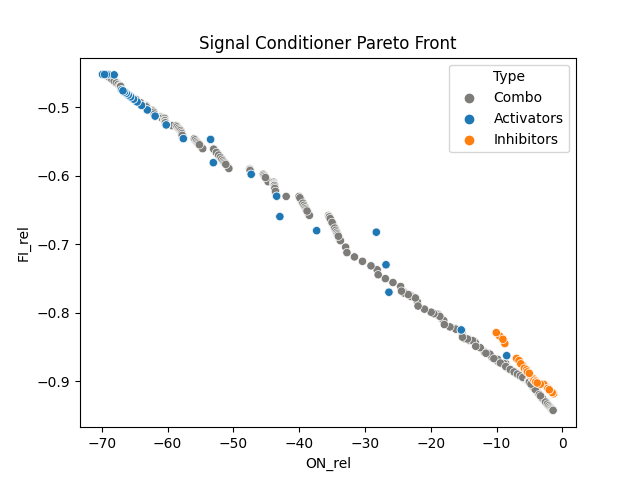 Signal Conditioner Pareto Front
Type
Combo
Activators
Inhibitors
−0.5
−0.6
−0.7
−0.8
−0.9
FI_rel
−70 −60 −50 −40 −30 −20 −10 0
ON_rel